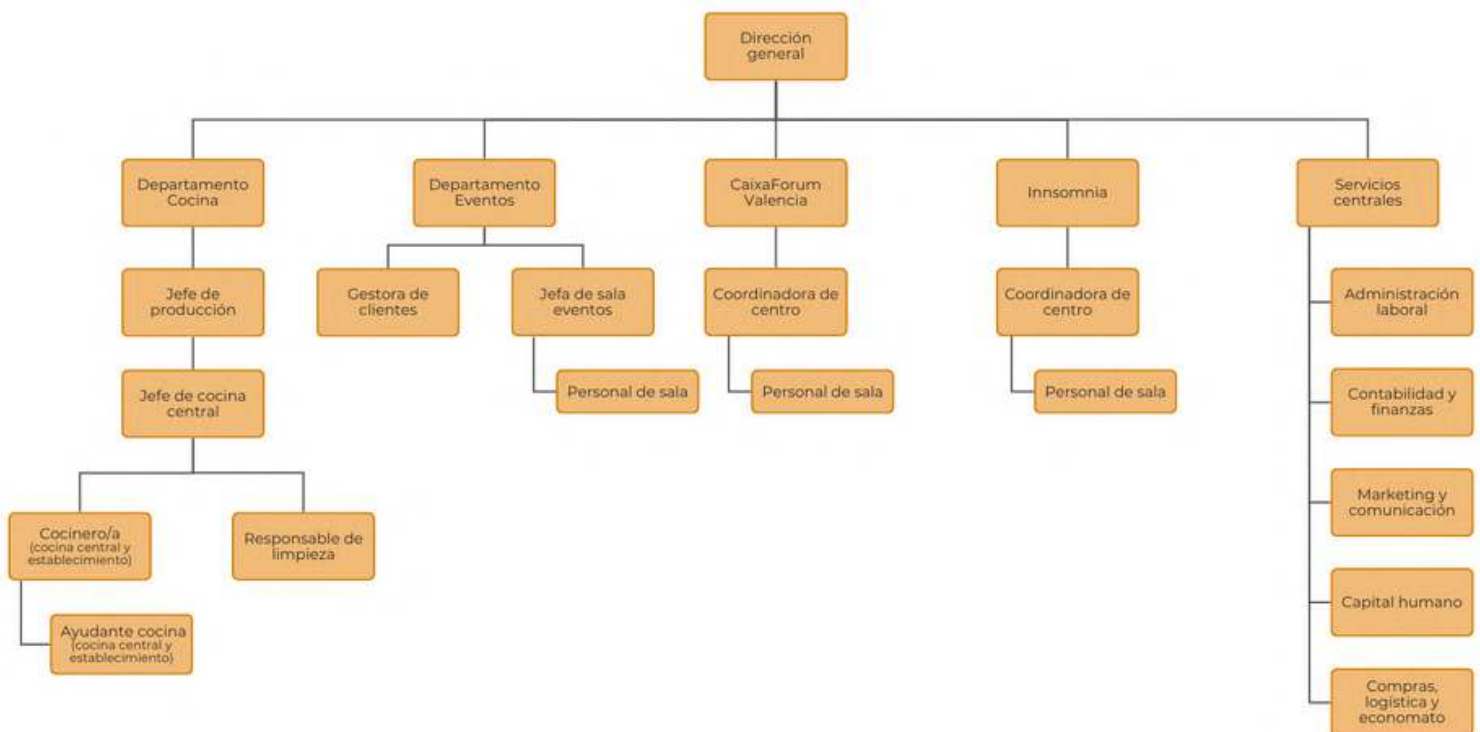 Dirección
general
Departamento
Cocina
Departamento
Eventos
CaixaForum
Valencia
Innsomnia
Servicios
centrales
Jefe de
producción
Gestora de
clientes
Jefa de sala
eventos
Coordinadora de
centro
Coordinadora de
centro
Administración
laboral
Jefe de cocina
central
Personal de sala
Personal de sala
Personal de sala
Contabilidad y
finanzas
Marketing y
comunicación
Cocinero/a
(cocina central y
establecimiento)
Responsable de
limpieza
Capital humano
Ayudante cocina
(cocina central y
establecimiento)
Compras,
logística y
economato